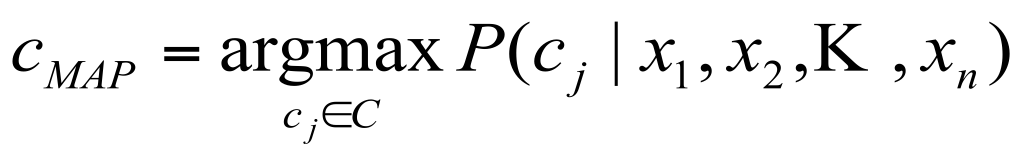 c_MAP = argmax P(c_j | x_1, x_2, K , x_n)
c_j∈C